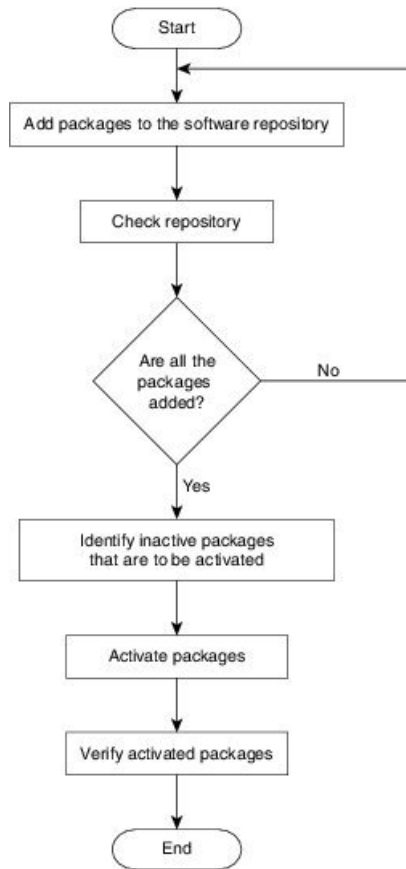 Start
Add packages to the software repository
Check repository
Are all the
packages
added?
No
Yes
Identify inactive packages
that are to be activated
Activate packages
Verify activated packages
End